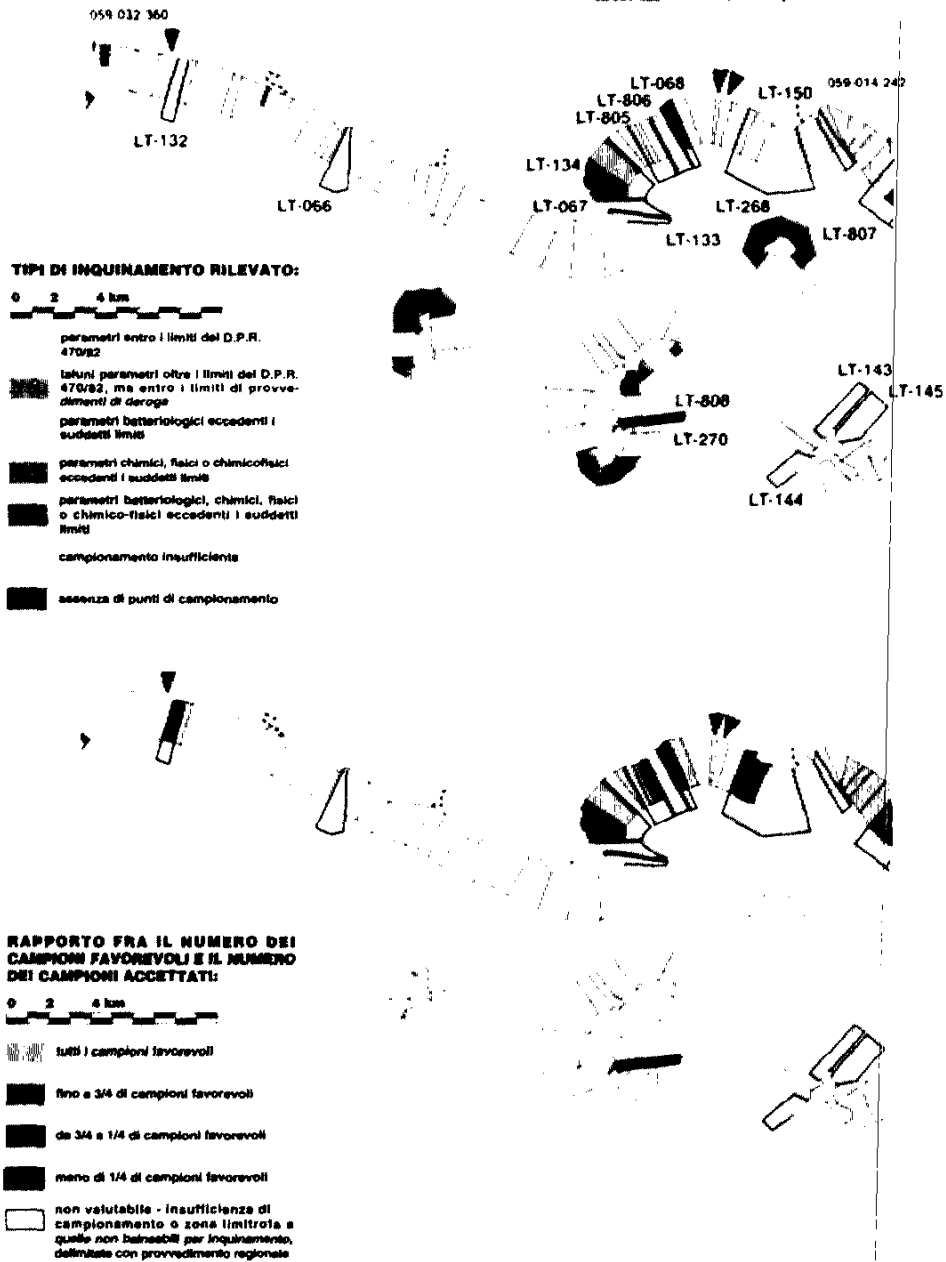 059 032 360
LT-132
LT-066
LT-068
LT-806
LT-805
LT-134
LT-067
LT-150
059-014 242
LT-268
LT-133
LT-807
TIPI DI INQUINAMENTO RILEVATO:
0 2 4 km
parametri entro i limiti del D.P.R.
470/82
taluni parametri oltre i limiti del D.P.R.
470/82, ma entro i limiti di provve-
dimenti di deroga
parametri batteriologici eccedenti i
suddetti limiti
parametri chimici, fisici o chimicofisici
eccedenti i suddetti limiti
parametri batteriologici, chimici, fisici
o chimico-fisici eccedenti i suddetti
limiti
campionamento insufficiente
assenza di punti di campionamento
LT-808
LT-270
LT-143
LT-145
LT-144
RAPPORTO FRA IL NUMERO DEI
CAMPIONI FAVOREVOLI E IL NUMERO
DEI CAMPIONI ACCETTATI:
0 2 4 km
tutti i campioni favorevoli
fino a 3/4 di campioni favorevoli
da 3/4 a 1/4 di campioni favorevoli
meno di 1/4 di campioni favorevoli
non valutabile - insufficienza di
campionamento o zona limitrofa a
quelle non balneabili per inquinamento,
delimitate con provvedimento regionale